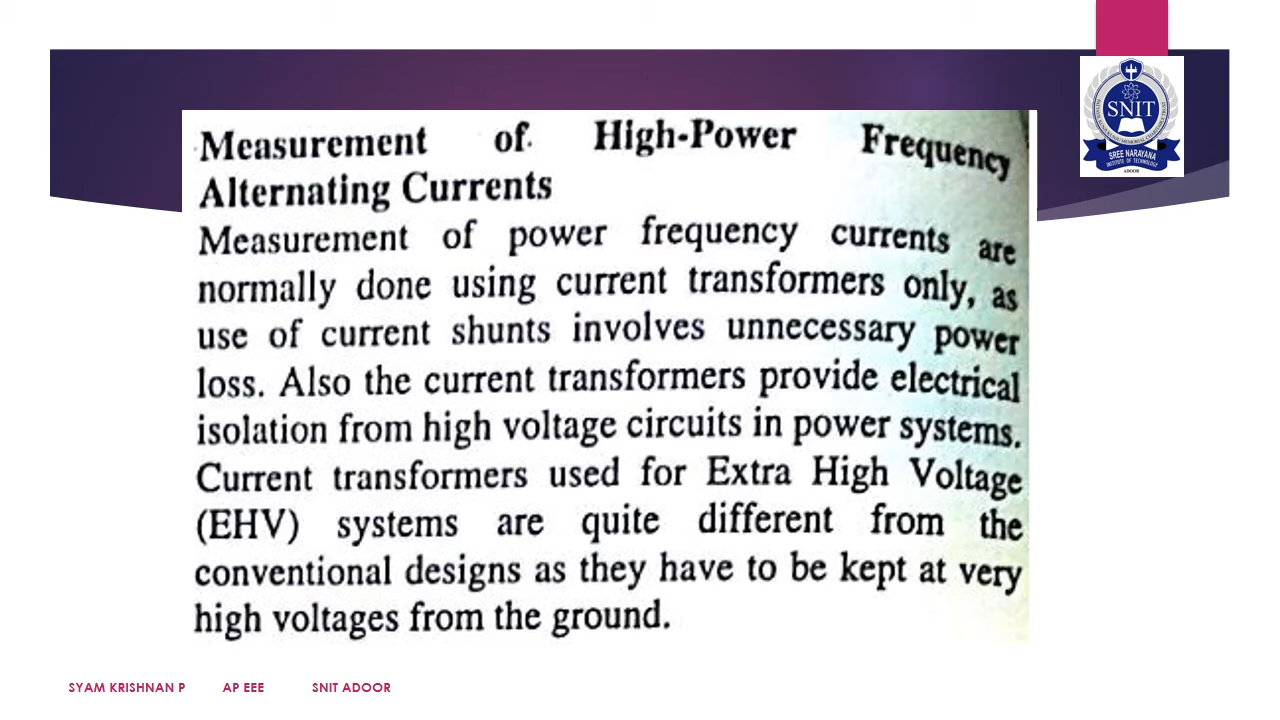 Measurement of High-Power Frequency
Alternating Currents
Measurement of power frequency currents are
normally done using current transformers only, as
use of current shunts involves unnecessary power
loss. Also the current transformers provide electrical
isolation from high voltage circuits in power systems.
Current transformers used for Extra High Voltage
(EHV) systems are quite different from the
conventional designs as they have to be kept at very
high voltages from the ground.
SNIT
SREE NARAYANA
INSTITUTE OF TECHNOLOGY
ADOOR
SYAM KRISHNAN P AP EEE SNIT ADOOR